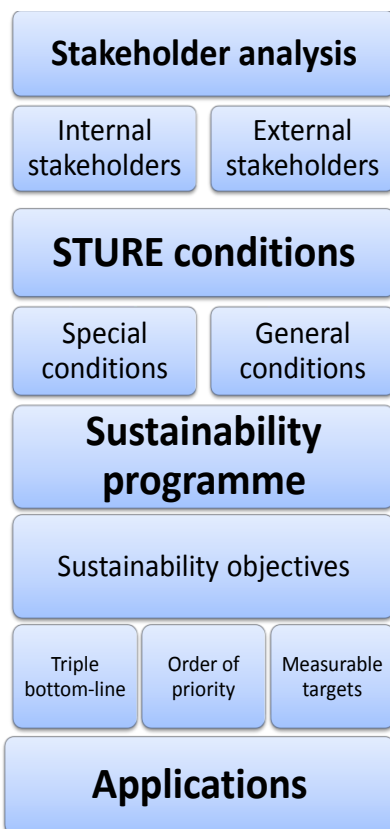 Stakeholder analysis
Internal
stakeholders
External
stakeholders
STURE conditions
Special
conditions
General
conditions
Sustainability
programme
Sustainability objectives
Triple
bottom-line
Order of
priority
Measurable
targets
Applications